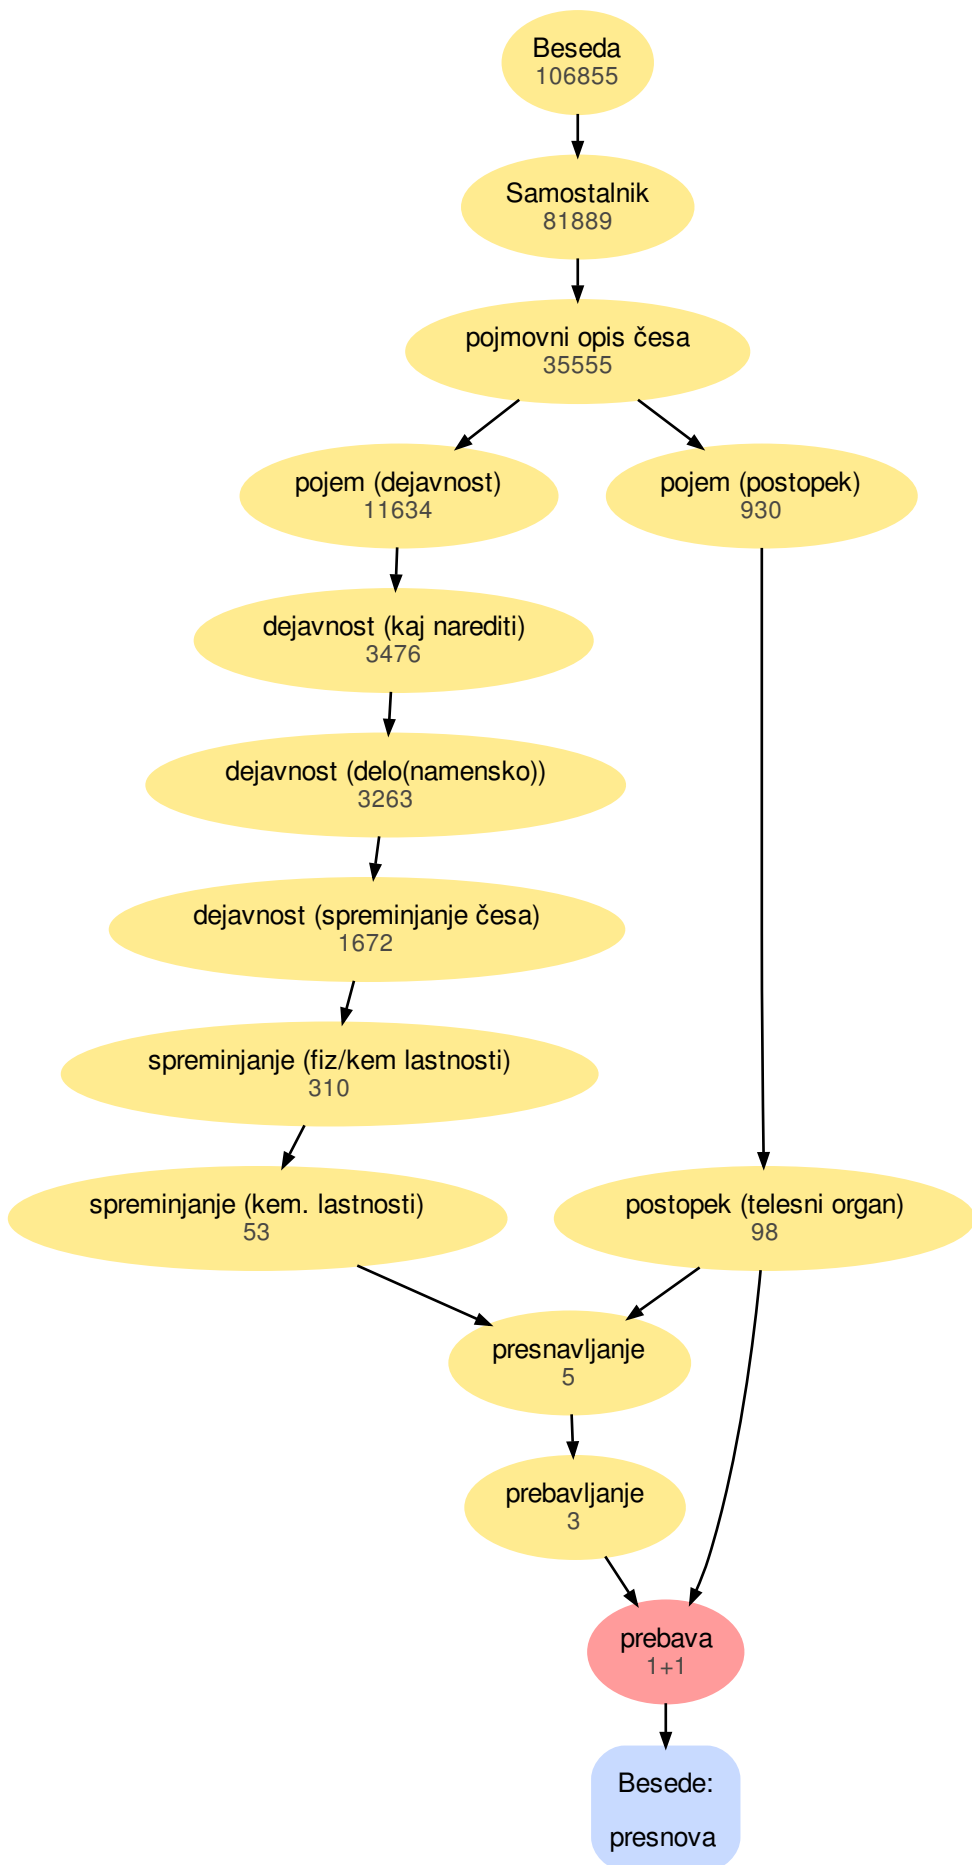 Beseda
106855
Samostalnik
81889
pojmovni opis česa
35555
pojem (dejavnost)
11634
pojem (postopek)
930
dejavnost (kaj narediti)
3476
dejavnost (delo(namensko))
3263
dejavnost (spreminjanje česa)
1672
spreminjanje (fiz/kem lastnosti)
310
spreminjanje (kem. lastnosti)
53
postopek (telesni organ)
98
presnavljanje
5
prebavljanje
3
prebava
1+1
Besede:
presnova